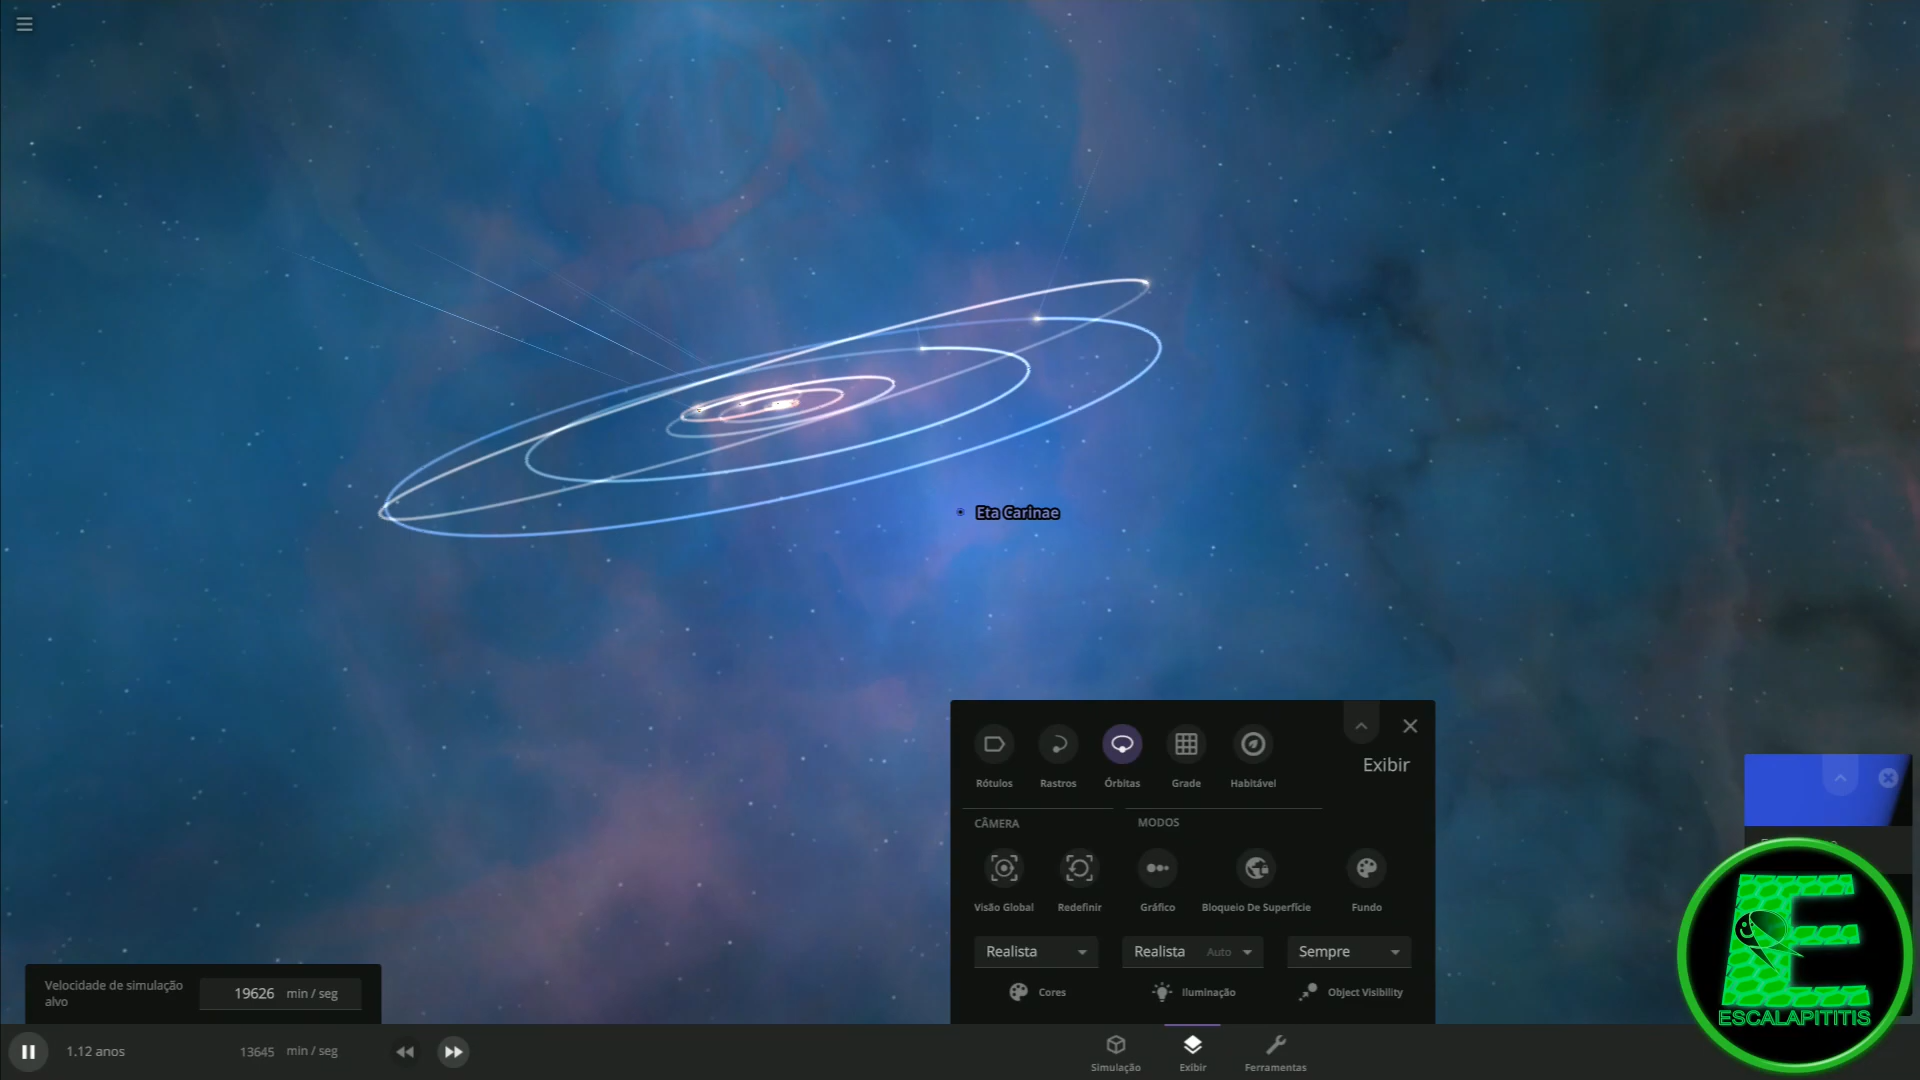 Eta Carinae
Rótulos
Rastros
Órbitas
Grade
Habitável
Exibir
CÂMERA
MODOS
Visão Global
Redefinir
Gráfico
Bloqueio De Superfície
Fundo
Realista
Realista Auto
Sempre
Cores
Iluminação
Object Visibility
Velocidade de simulação
alvo
19626 min / seg
1.12 anos
13645 min / seg
Simulação
Exibir
Ferramentas
E
ESCALAPITITIS